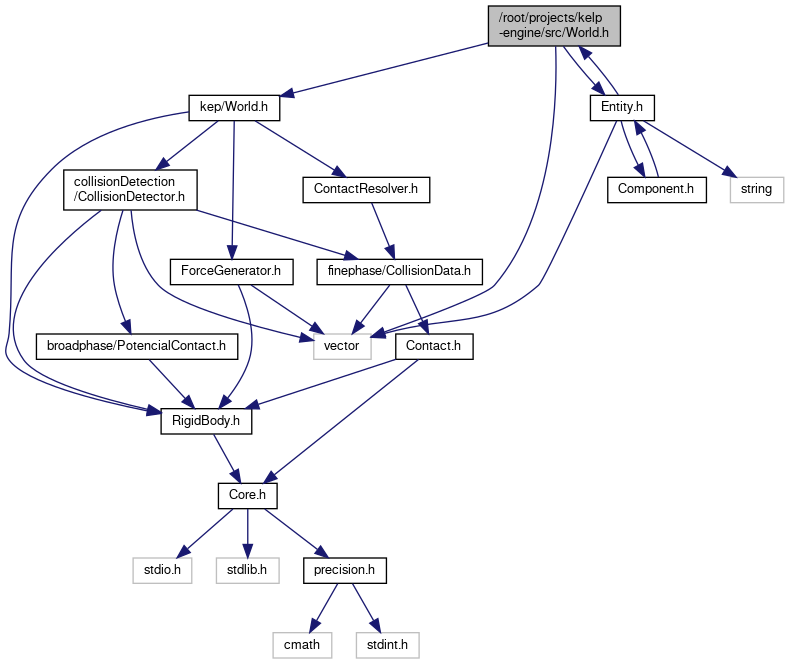 /root/projects/kelp
-engine/src/World.h
kep/World.h
Entity.h
collisionDetection
/CollisionDetector.h
ContactResolver.h
Component.h
string
ForceGenerator.h
finephase/CollisionData.h
broadphase/PotencialContact.h
vector
Contact.h
RigidBody.h
Core.h
stdio.h
stdlib.h
precision.h
cmath
stdint.h